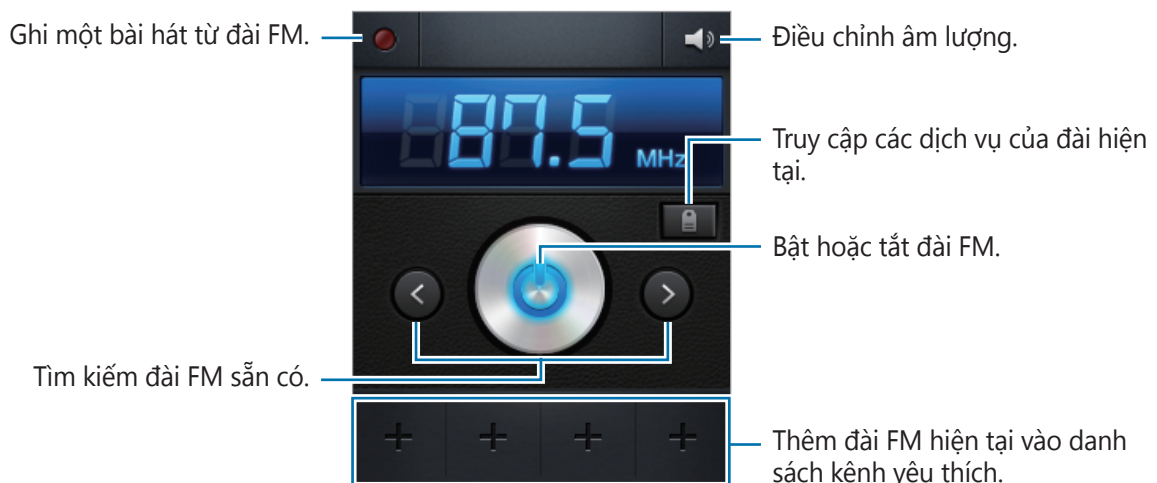 Ghi một bài hát từ đài FM.
Điều chỉnh âm lượng.
87.5 MHz
Truy cập các dịch vụ của đài hiện
tại.
Bật hoặc tắt đài FM.
Tìm kiếm đài FM sẵn có.
Thêm đài FM hiện tại vào danh
sách kênh yêu thích.